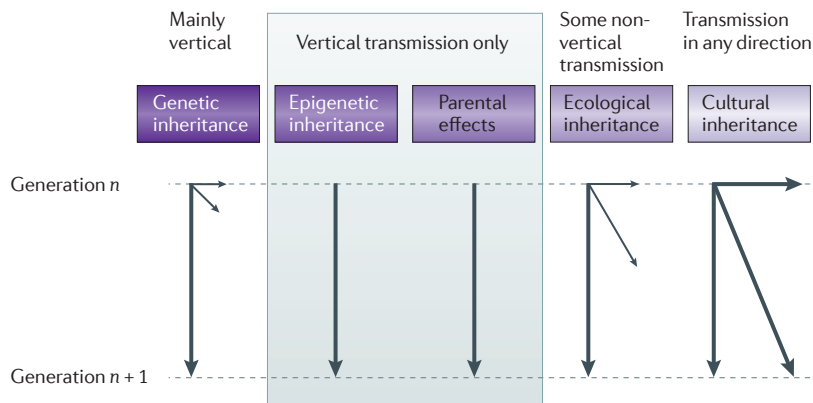 Mainly
vertical
Vertical transmission only
Some non-
vertical
transmission
Transmission
in any direction
Genetic
inheritance
Epigenetic
inheritance
Parental
effects
Ecological
inheritance
Cultural
inheritance
Generation n
Generation n + 1